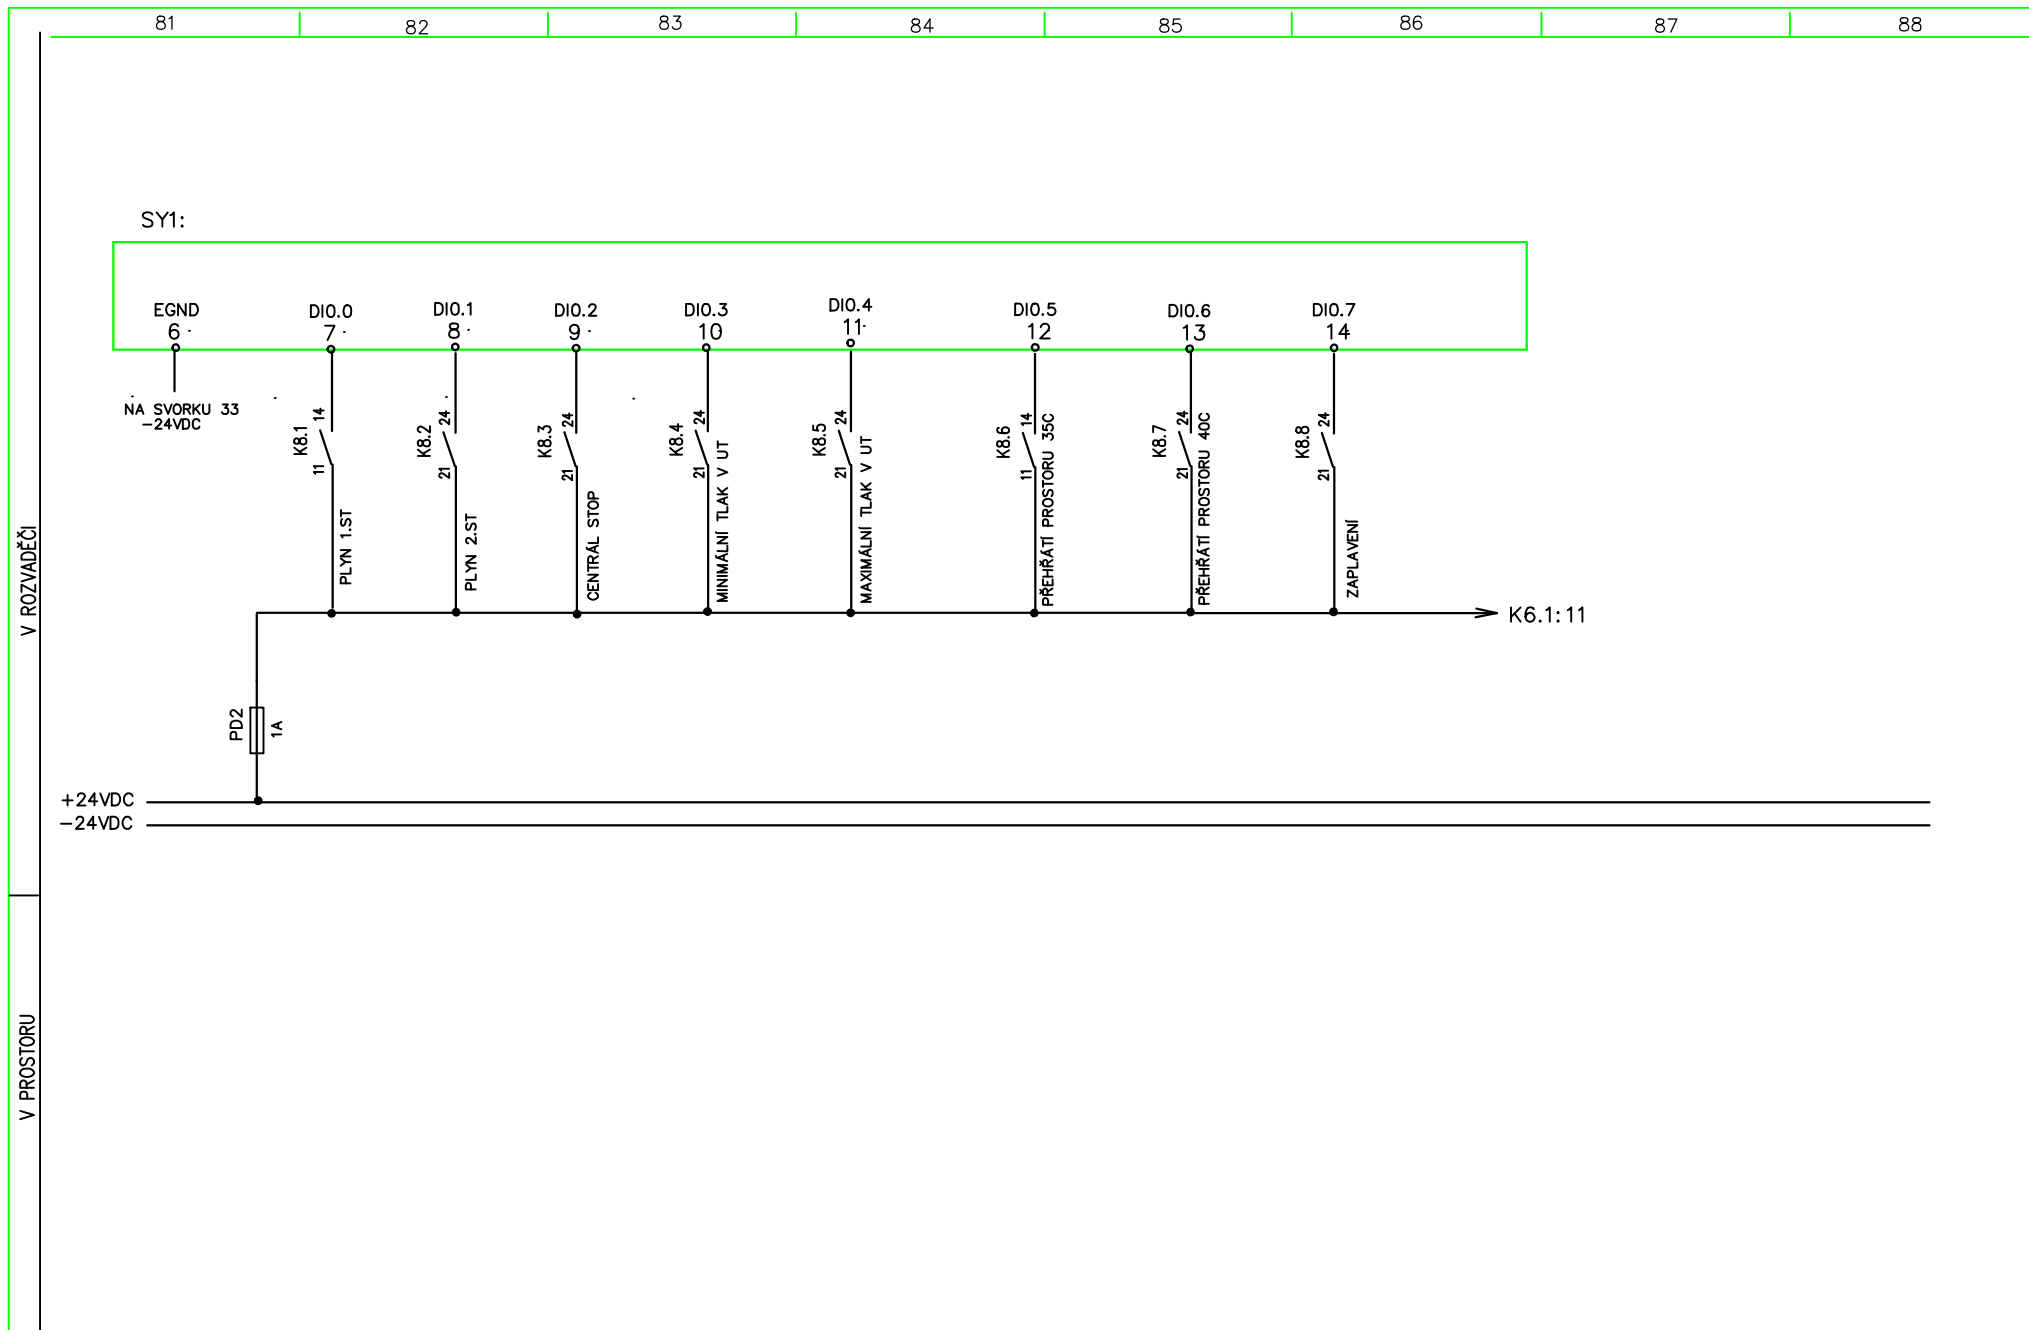 81 82 83 84 85 86 87 88
SY1:
EGND DI0.0 DI0.1 DI0.2 DI0.3 DI0.4 DI0.5 DI0.6 DI0.7
6 7 8 9 10 11 12 13 14
NA SVORKU 33
-24VDC
K8.1 14 11 PLYN 1.ST
K8.2 24 21 PLYN 2.ST
K8.3 24 21 CENTRÁL STOP
K8.4 24 21 MINIMÁLNÍ TLAK V UT
K8.5 24 21 MAXIMÁLNÍ TLAK V UT
K8.6 14 11 PŘEHŘÁTÍ PROSTORU 35C
K8.7 24 21 PŘEHŘÁTÍ PROSTORU 40C
K8.8 24 21 ZAPLAVENÍ
K6.1:11
PD2
1A
+24VDC
-24VDC
V ROZVADĚČI
V PROSTORU